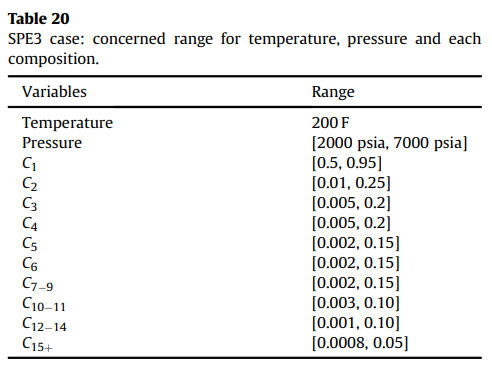 Table 20
SPE3 case: concerned range for temperature, pressure and each
composition.
Variables Range
Temperature 200 F
Pressure [2000 psia, 7000 psia]
C1 [0.5, 0.95]
C2 [0.01, 0.25]
C3 [0.005, 0.2]
C4 [0.005, 0.2]
C5 [0.002, 0.15]
C6 [0.002, 0.15]
C7–9 [0.002, 0.15]
C10–11 [0.003, 0.10]
C12–14 [0.001, 0.10]
C15+ [0.0008, 0.05]